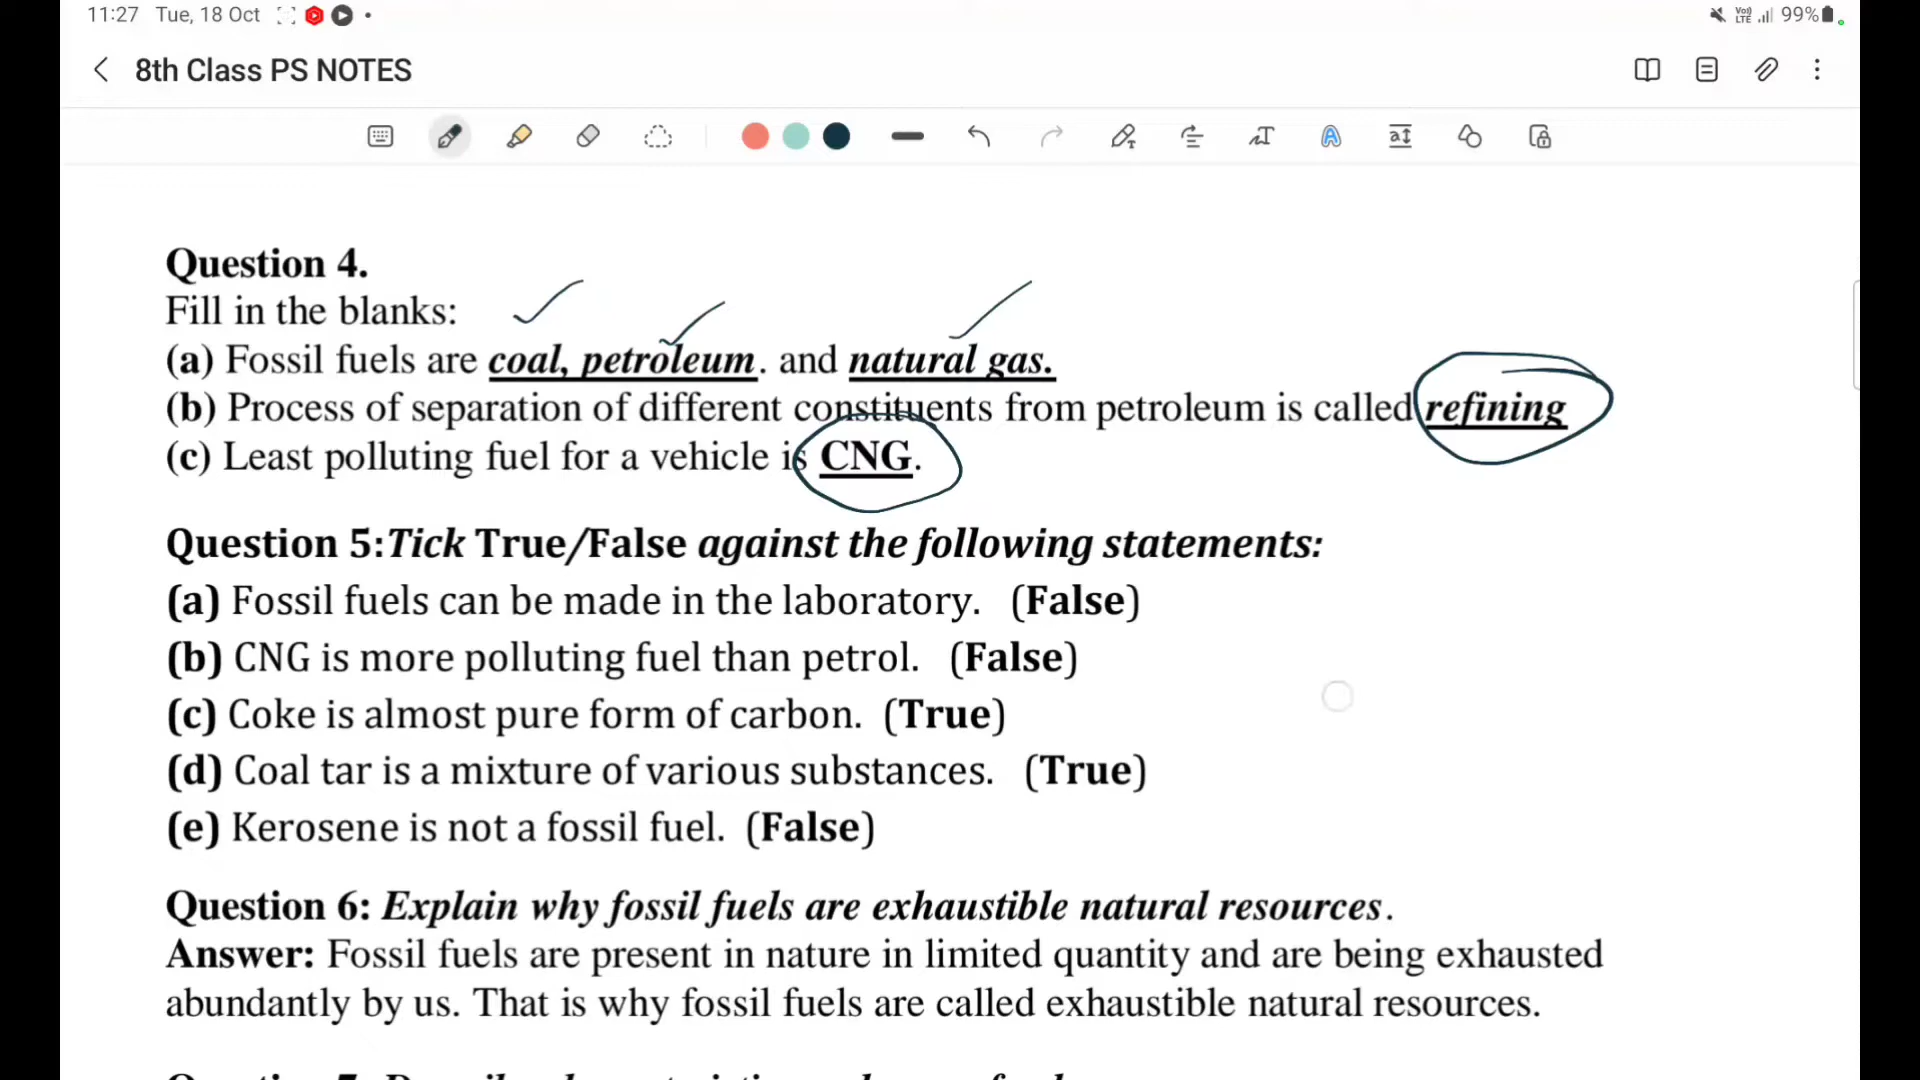 11:27 Tue, 18 Oct
Vo)) LTE 99%
8th Class PS NOTES
Question 4.
Fill in the blanks:
(a) Fossil fuels are coal, petroleum. and natural gas.
(b) Process of separation of different constituents from petroleum is called refining
(c) Least polluting fuel for a vehicle is CNG.
Question 5:Tick True/False against the following statements:
(a) Fossil fuels can be made in the laboratory. (False)
(b) CNG is more polluting fuel than petrol. (False)
(c) Coke is almost pure form of carbon. (True)
(d) Coal tar is a mixture of various substances. (True)
(e) Kerosene is not a fossil fuel. (False)
Question 6: Explain why fossil fuels are exhaustible natural resources.
Answer: Fossil fuels are present in nature in limited quantity and are being exhausted
abundantly by us. That is why fossil fuels are called exhaustible natural resources.